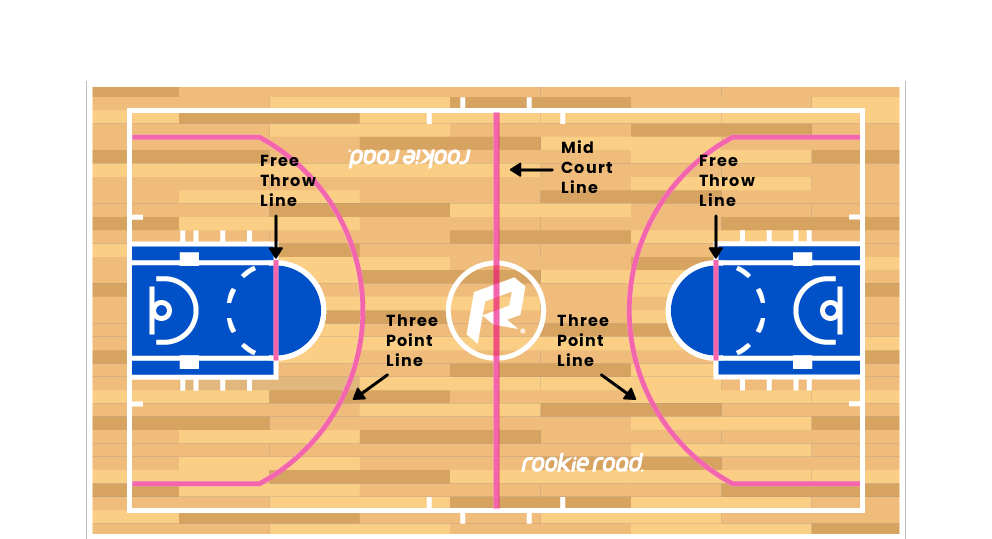 rookie road.
Mid
Court
Line
Free
Throw
Line
Free
Throw
Line
R
Three
Point
Line
Three
Point
Line
rookie road.